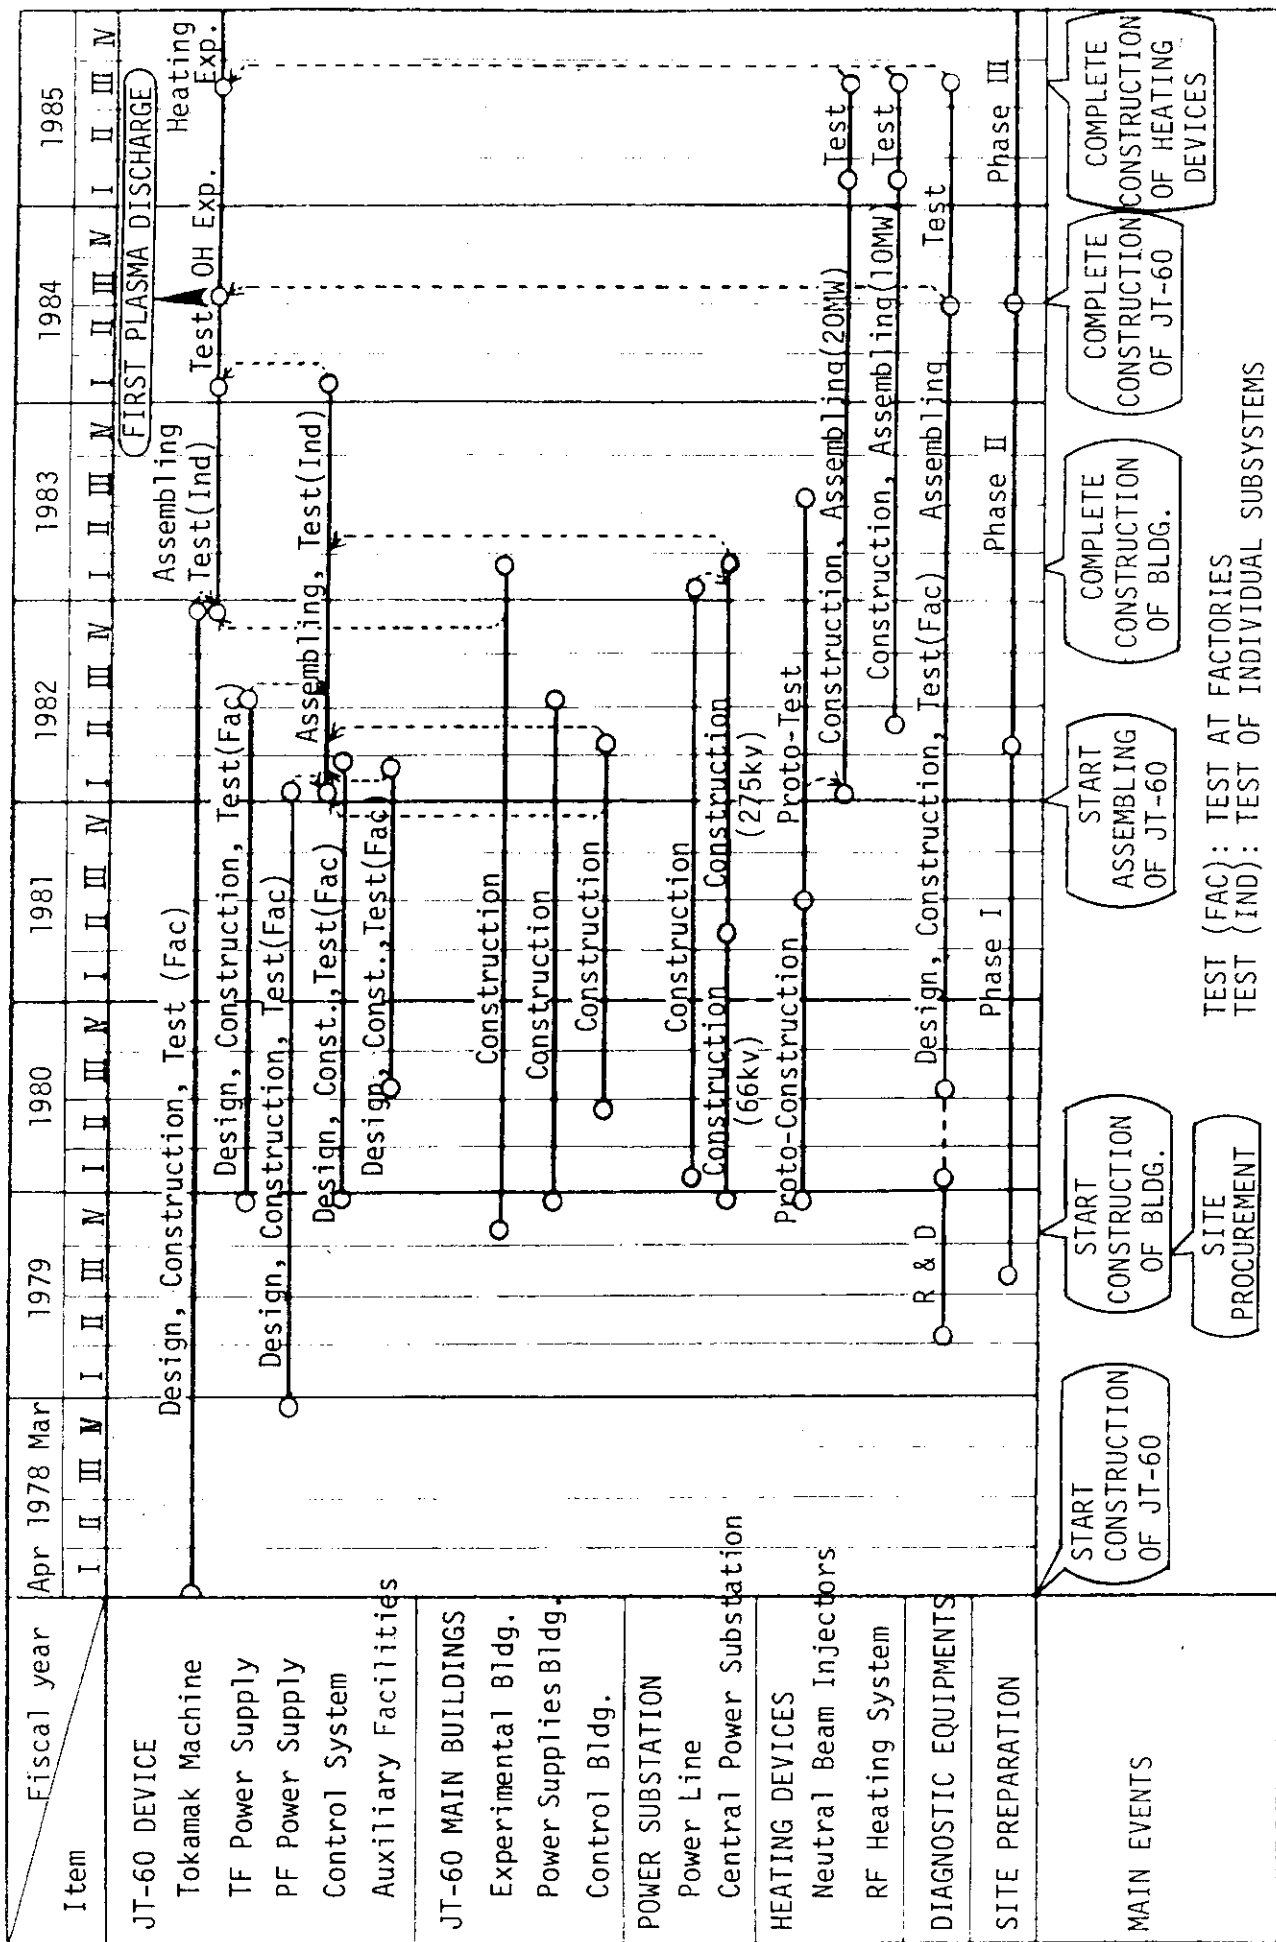 Item
Fiscal year
Apr 1978 Mar
1979
1980
1981
1982
1983
1984
1985
I II III IV I II III IV I II III IV I II III IV I II III IV I II III IV I II III IV I II III IV
FIRST PLASMA DISCHARGE
JT-60 DEVICE
Tokamak Machine
Design, Construction, Test (Fac)
Assembling
Test(Ind)
Test
OH Exp.
Heating
Exp.
TF Power Supply
Design, Construction, Test(Fac)
PF Power Supply
Design, Construction, Test(Fac)
Assembling, Test(Ind)
Control System
Design, Const.,Test(Fac)
Auxiliary Facilities
Design, Const.,Test(Fac)
JT-60 MAIN BUILDINGS
Experimental Bldg.
Construction
Power Supplies Bldg.
Construction
Control Bldg.
Construction
POWER SUBSTATION
Power Line
Construction
Central Power Substation
Construction
(66kv)
Construction
(275kv)
HEATING DEVICES
Neutral Beam Injectors
Proto-Construction
Proto-Test
Construction, Assembling(20MW)
Test
RF Heating System
Construction, Assembling(10MW)
Test
DIAGNOSTIC EQUIPMENTS
R & D
Design, Construction, Test(Fac)
Assembling
Test
SITE PREPARATION
Phase I
Phase II
Phase III
MAIN EVENTS
START
CONSTRUCTION
OF JT-60
START
CONSTRUCTION
OF BLDG.
SITE
PROCUREMENT
START
ASSEMBLING
OF JT-60
COMPLETE
CONSTRUCTION
OF BLDG.
COMPLETE
CONSTRUCTION
OF JT-60
COMPLETE
CONSTRUCTION
OF HEATING
DEVICES
TEST (FAC): TEST AT FACTORIES
TEST (IND): TEST OF INDIVIDUAL SUBSYSTEMS